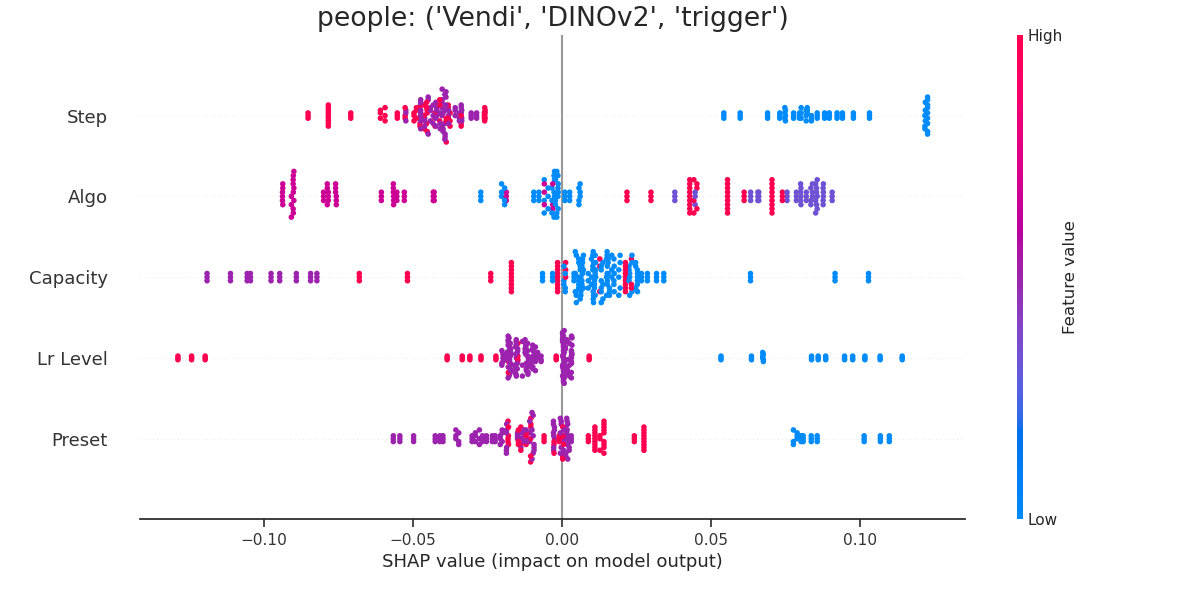 people: ('Vendi', 'DINOv2', 'trigger')
High
Step
Algo
Capacity
Lr Level
Preset
Feature value
Low
−0.10
−0.05
0.00
0.05
0.10
SHAP value (impact on model output)